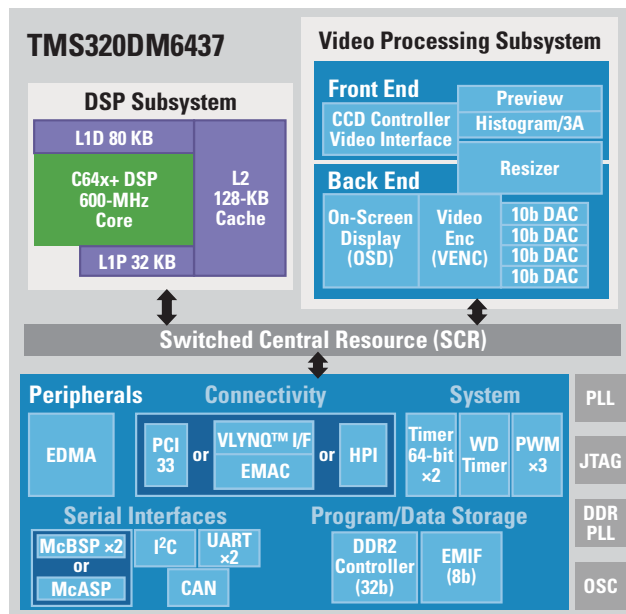 TMS320DM6437
DSP Subsystem
L1D 80 KB
C64x+ DSP
600-MHz
Core
L2
128-KB
Cache
L1P 32 KB
Video Processing Subsystem
Front End
CCD Controller
Video Interface
Preview
Histogram/3A
Resizer
Back End
On-Screen
Display
(OSD)
Video
Enc
(VENC)
10b DAC
10b DAC
10b DAC
10b DAC
Switched Central Resource (SCR)
Peripherals
EDMA
Connectivity
PCI
33
or
VLYNQ™ I/F
EMAC
or
HPI
System
Timer
64-bit
×2
WD
Timer
PWM
×3
Serial Interfaces
McBSP ×2
or
McASP
I²C
UART
×2
CAN
Program/Data Storage
DDR2
Controller
(32b)
EMIF
(8b)
PLL
JTAG
DDR
PLL
OSC